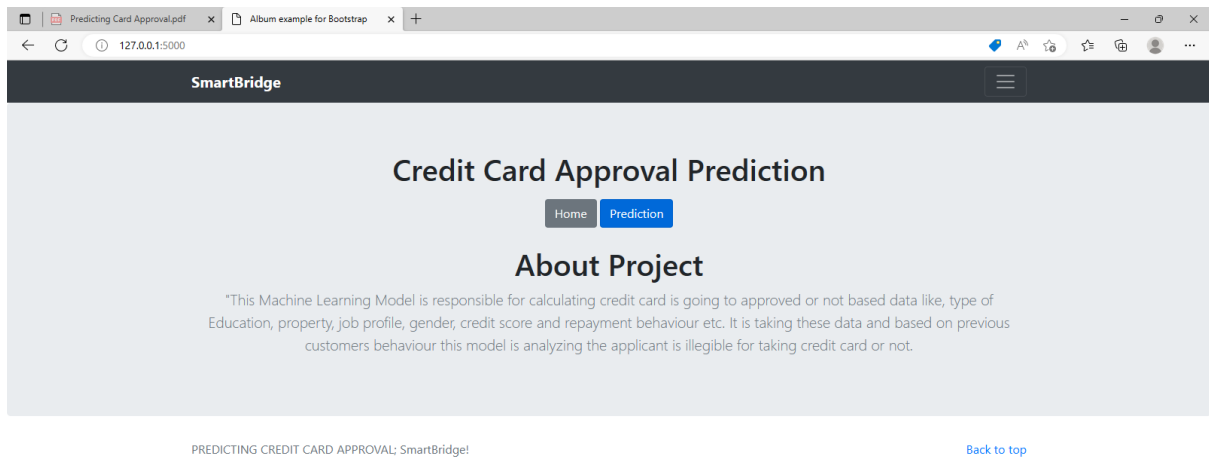 Predicting Card Approval.pdf
Album example for Bootstrap
127.0.0.1:5000
SmartBridge
Credit Card Approval Prediction
Home Prediction
About Project
"This Machine Learning Model is responsible for calculating credit card is going to approved or not based data like, type of
Education, property, job profile, gender, credit score and repayment behaviour etc. It is taking these data and based on previous
customers behaviour this model is analyzing the applicant is illegible for taking credit card or not.
PREDICTING CREDIT CARD APPROVAL; SmartBridge!
Back to top